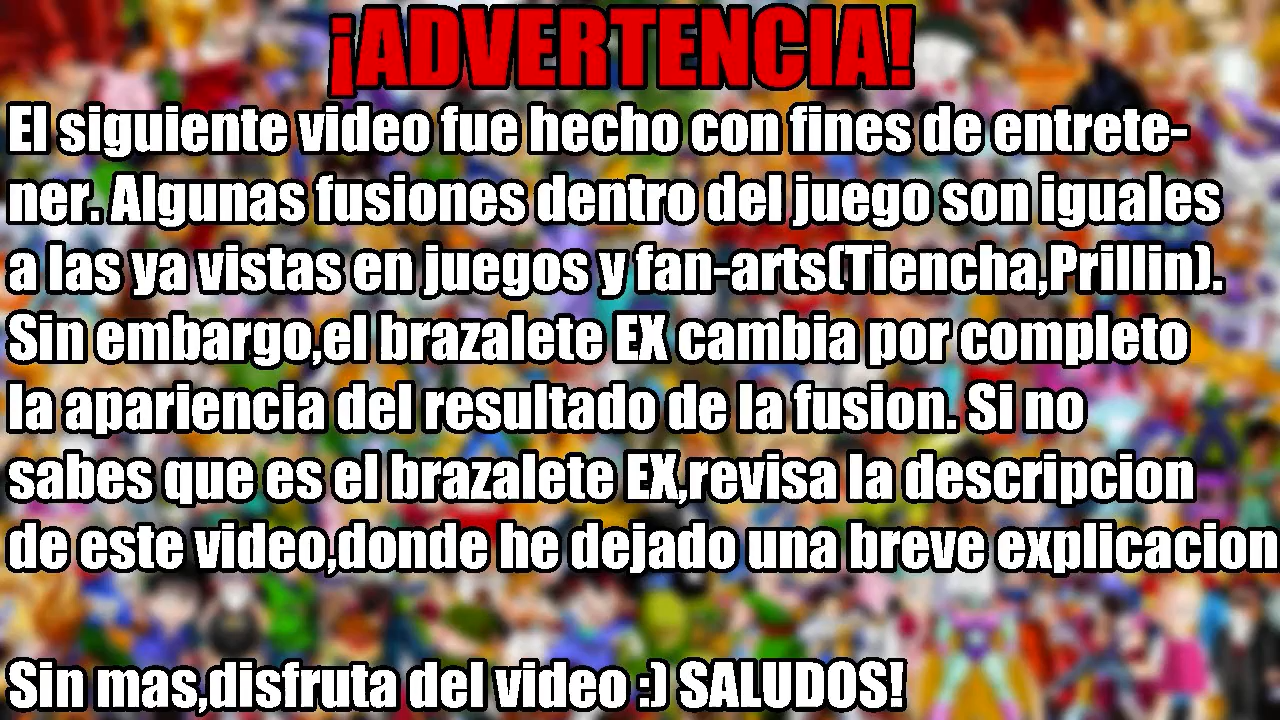 ¡ADVERTENCIA!
El siguiente video fue hecho con fines de entrete-
ner. Algunas fusiones dentro del juego son iguales
a las ya vistas en juegos y fan-arts(Tiencha,Prillin).
Sin embargo,el brazalete EX cambia por completo
la apariencia del resultado de la fusion. Si no
sabes que es el brazalete EX,revisa la descripcion
de este video,donde he dejado una breve explicacion
Sin mas,disfruta del video :) SALUDOS!